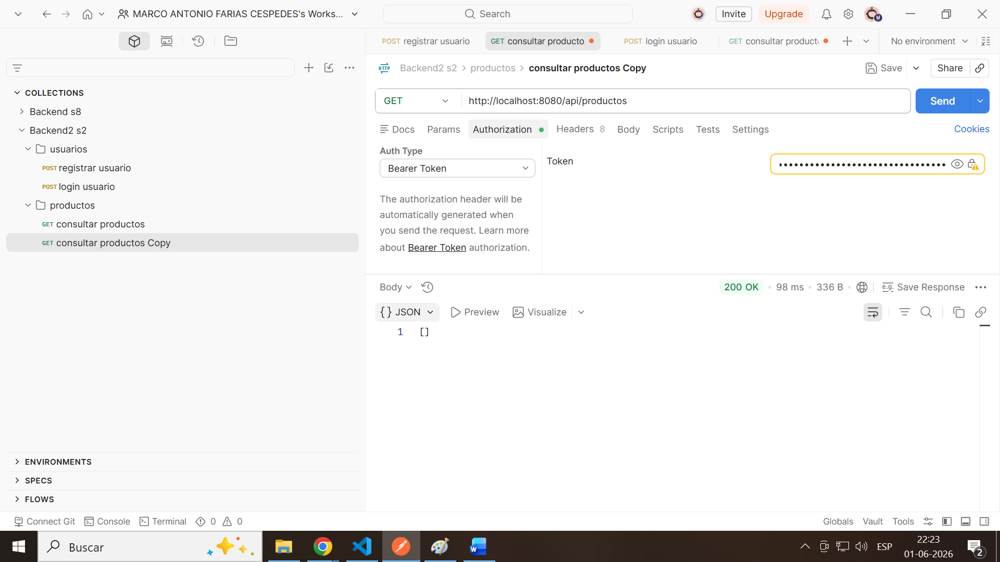 MARCO ANTONIO FARIAS CESPEDES's Works...
Search
Invite
Upgrade
M
POST registrar usuario
GET consultar producto
POST login usuario
GET consultar product
No environment
COLLECTIONS
Backend s8
Backend2 s2
usuarios
POST registrar usuario
POST login usuario
productos
GET consultar productos
GET consultar productos Copy
ENVIRONMENTS
SPECS
FLOWS
HTTP Backend2 s2 > productos > consultar productos Copy
Save
Share
GET http://localhost:8080/api/productos
Send
Docs Params Authorization Headers 8 Body Scripts Tests Settings
Cookies
Auth Type
Bearer Token
The authorization header will be
automatically generated when
you send the request. Learn more
about Bearer Token authorization.
Token
Body
200 OK • 98 ms • 336 B
e.g. Save Response
{} JSON
Preview
Visualize
1 []
Connect Git Console Terminal 0 0
Globals Vault Tools
Buscar
ESP
22:23
01-06-2026
2